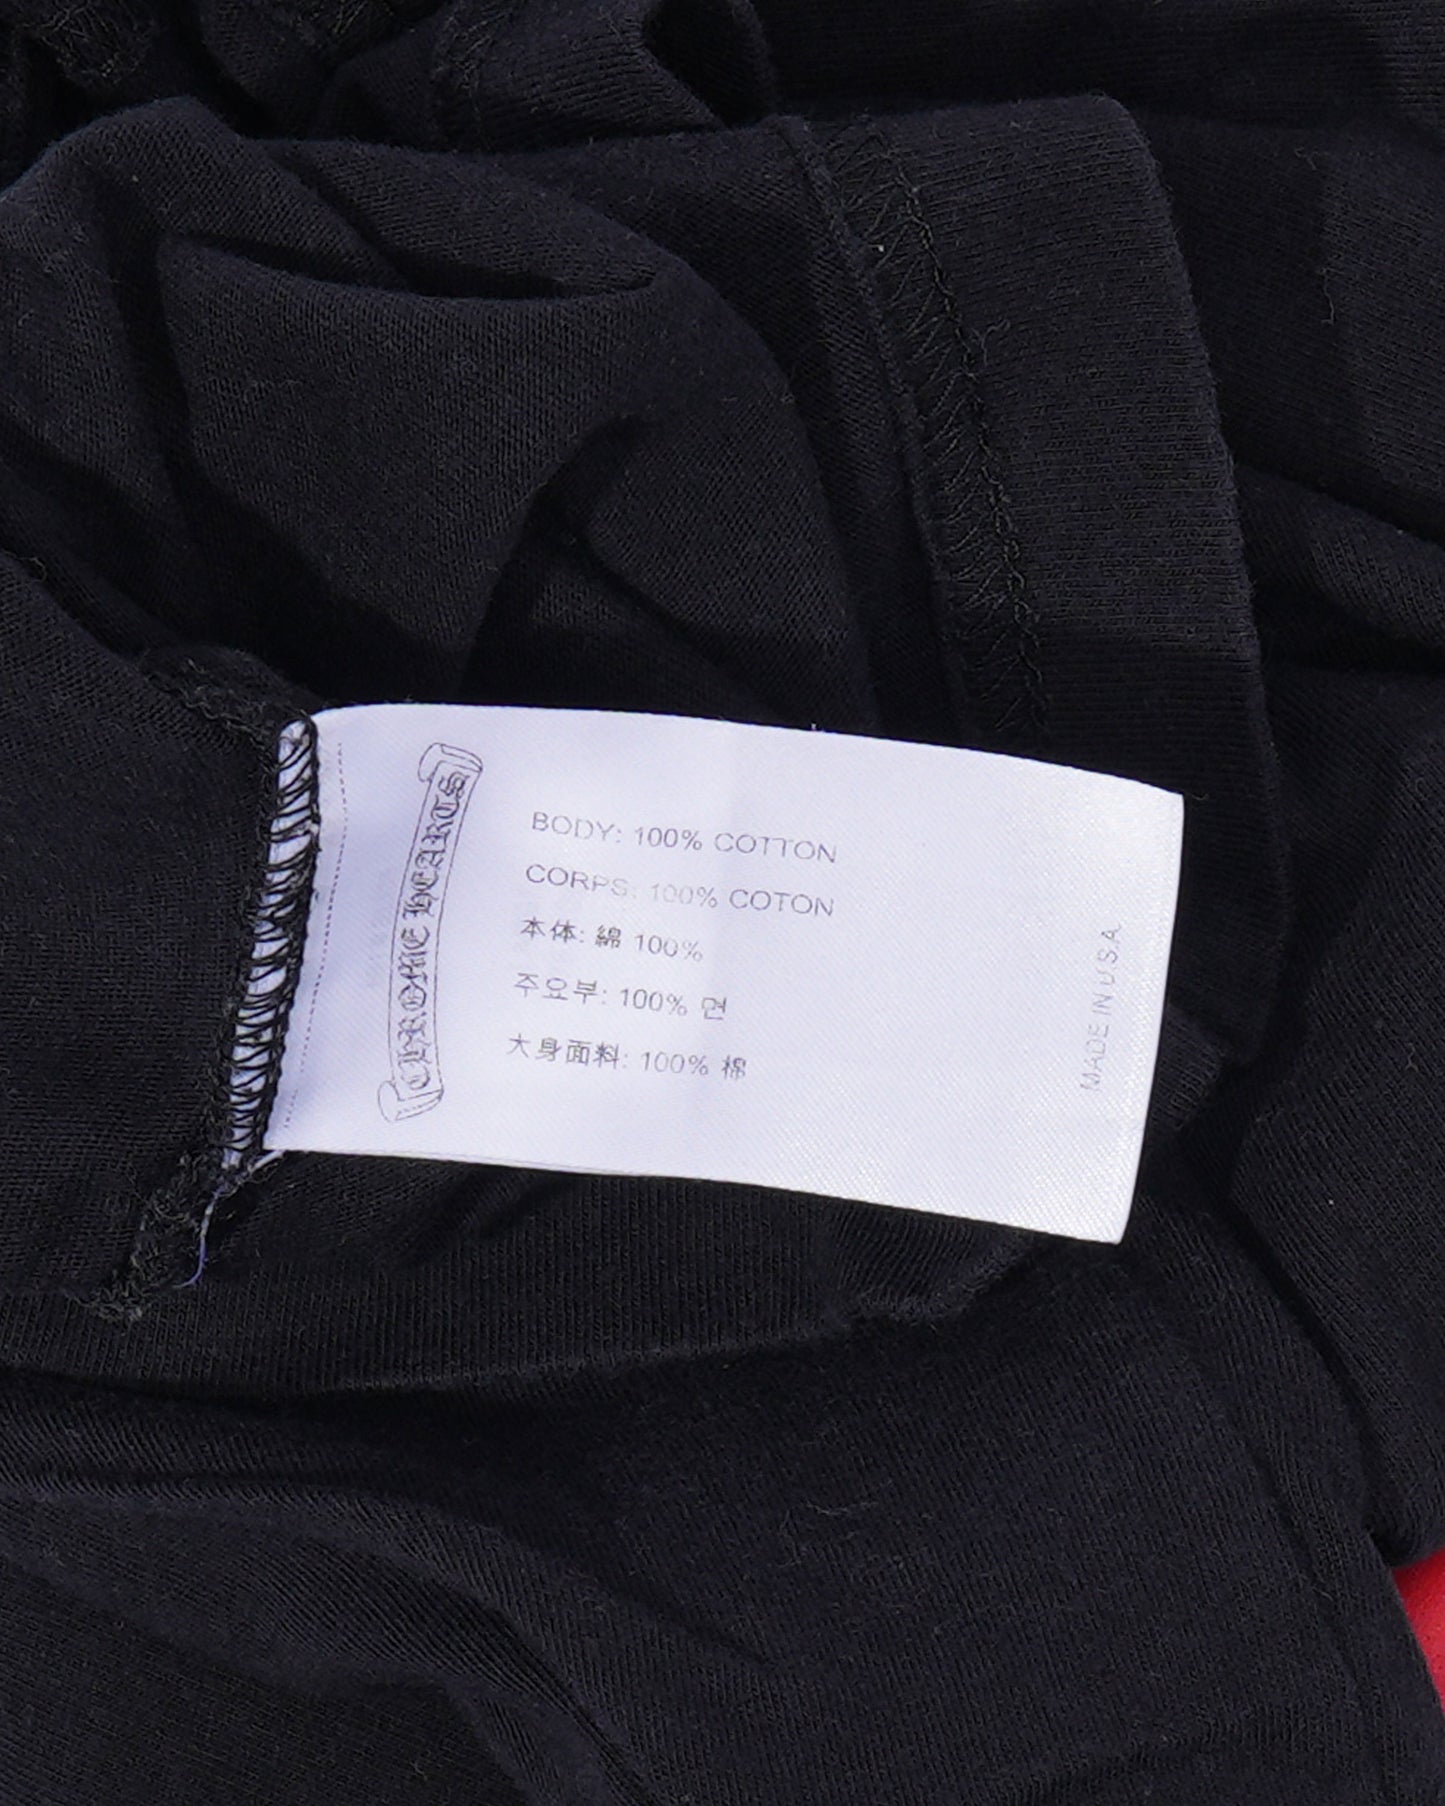 CHROME HEARTS
BODY: 100% COTTON
CORPS: 100% COTON
本体: 綿 100%
주요부: 100% 면
大身面料: 100% 棉
MADE IN U.S.A.